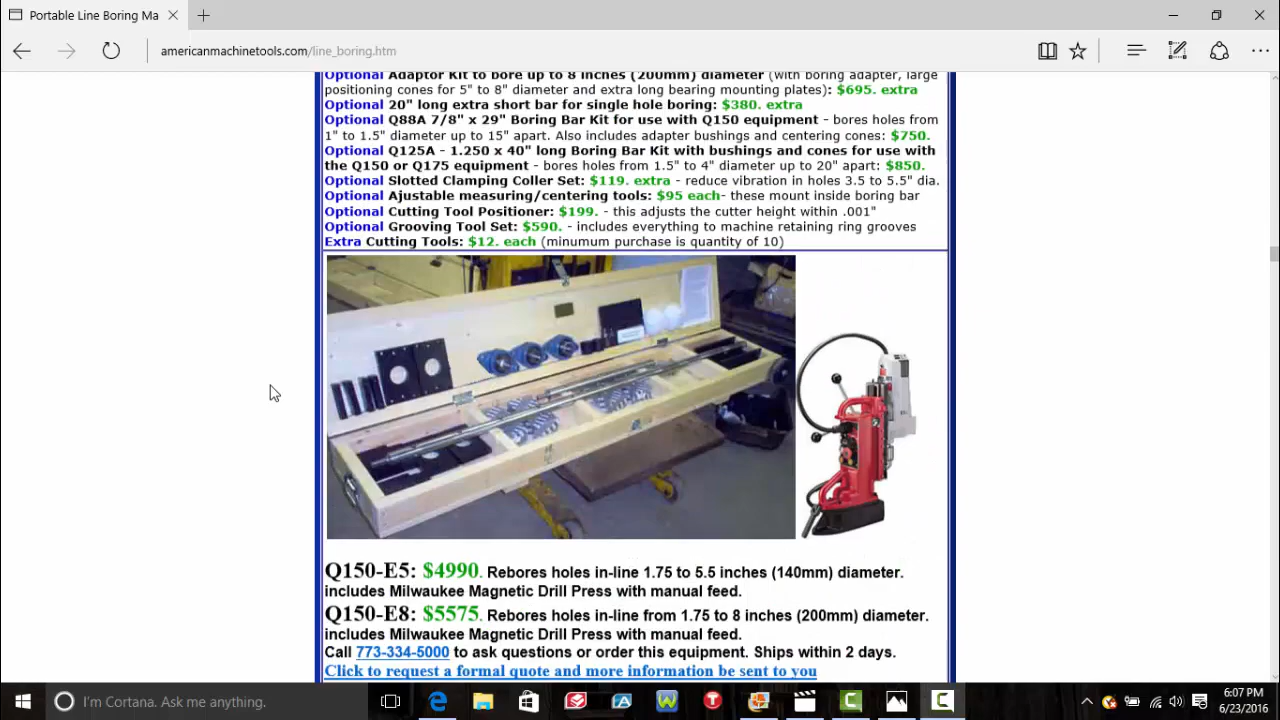 Portable Line Boring Ma
americanmachinetools.com/line_boring.htm
Optional Adaptor Kit to bore up to 8 inches (200mm) diameter (with boring adapter, large
positioning cones for 5" to 8" diameter and extra long bearing mounting plates): $695. extra
Optional 20" long extra short bar for single hole boring: $380. extra
Optional Q88A 7/8" x 29" Boring Bar Kit for use with Q150 equipment - bores holes from
1" to 1.5" diameter up to 15" apart. Also includes adapter bushings and centering cones: $750.
Optional Q125A - 1.250 x 40" long Boring Bar Kit with bushings and cones for use with
the Q150 or Q175 equipment - bores holes from 1.5" to 4" diameter up to 20" apart: $850.
Optional Slotted Clamping Coller Set: $119. extra - reduce vibration in holes 3.5 to 5.5" dia.
Optional Ajustable measuring/centering tools: $95 each- these mount inside boring bar
Optional Cutting Tool Positioner: $199. - this adjusts the cutter height within .001"
Optional Grooving Tool Set: $590. - includes everything to machine retaining ring grooves
Extra Cutting Tools: $12. each (minumum purchase is quantity of 10)
Q150-E5: $4990. Rebores holes in-line 1.75 to 5.5 inches (140mm) diameter.
includes Milwaukee Magnetic Drill Press with manual feed.
Q150-E8: $5575. Rebores holes in-line from 1.75 to 8 inches (200mm) diameter.
includes Milwaukee Magnetic Drill Press with manual feed.
Call 773-334-5000 to ask questions or order this equipment. Ships within 2 days.
Click to request a formal quote and more information be sent to you
I'm Cortana. Ask me anything.
6:07 PM
6/23/2016